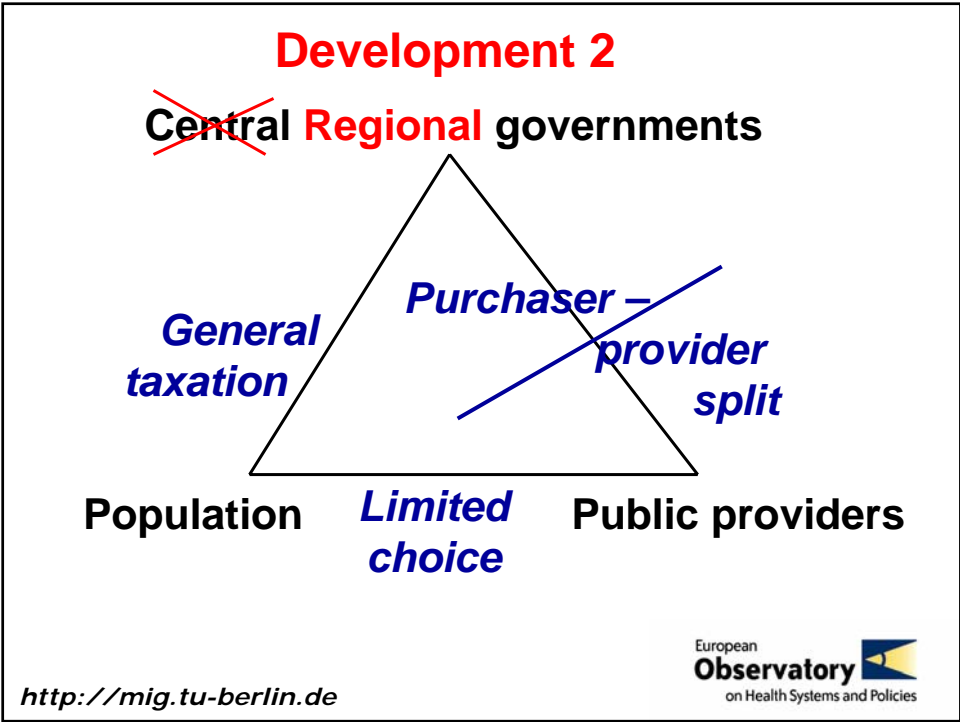 Development 2
Central Regional governments
Purchaser –
General
taxation
provider
split
Population
Limited
choice
Public providers
http://mig.tu-berlin.de
European
Observatory
on Health Systems and Policies